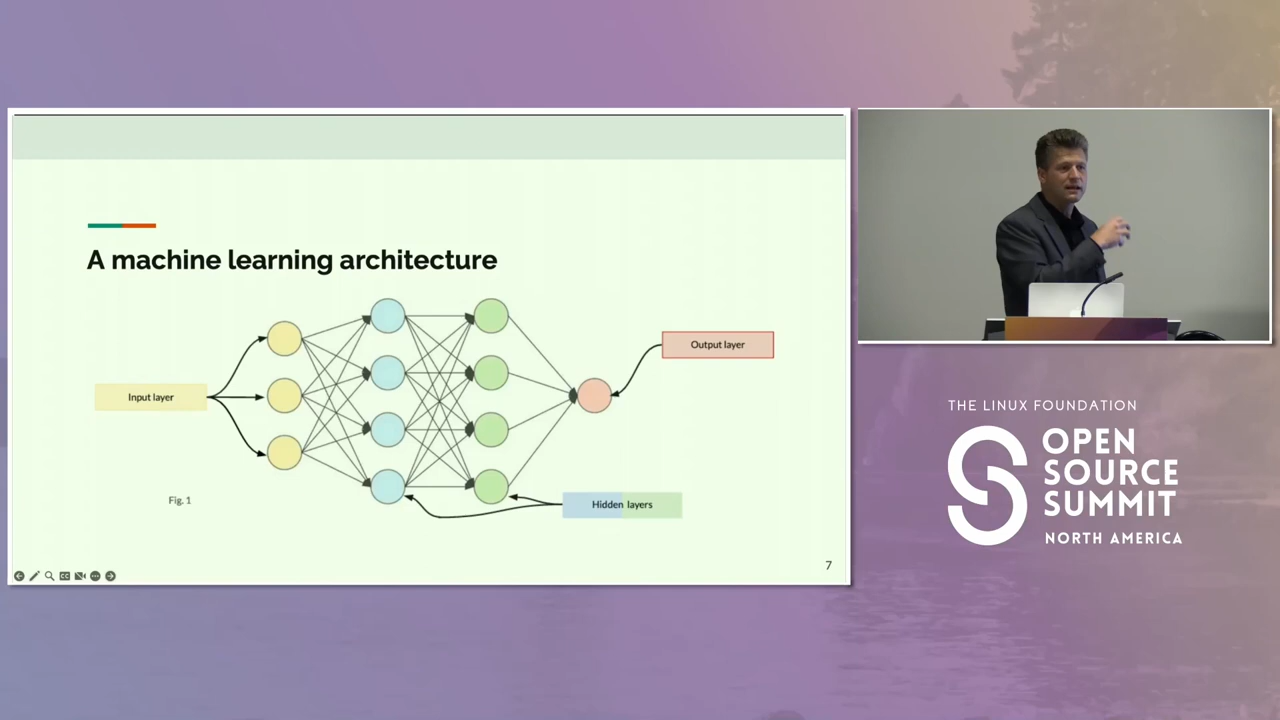 A machine learning architecture
Input layer
Output layer
Hidden layers
Fig. 1
7
THE LINUX FOUNDATION
OPEN
SOURCE
SUMMIT
NORTH AMERICA